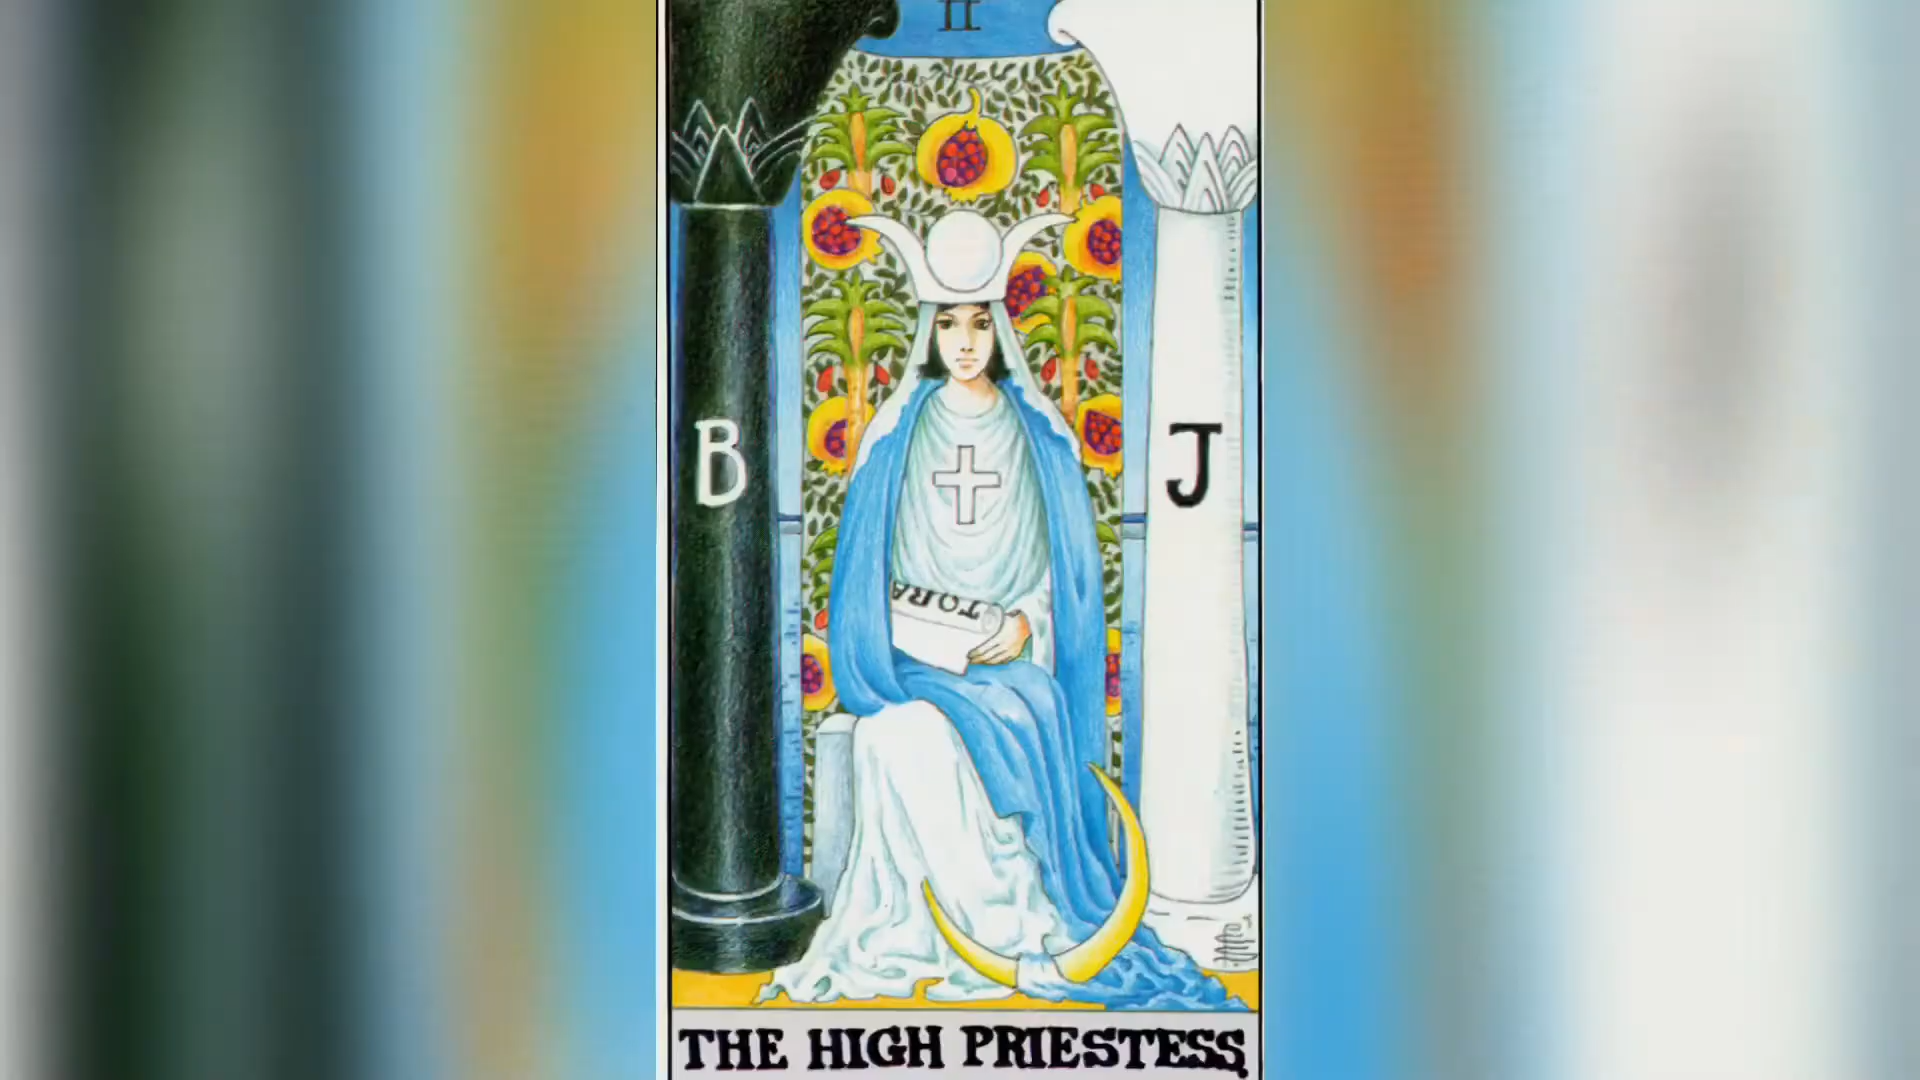 II
B
J
TORA
THE HIGH PRIESTESS.